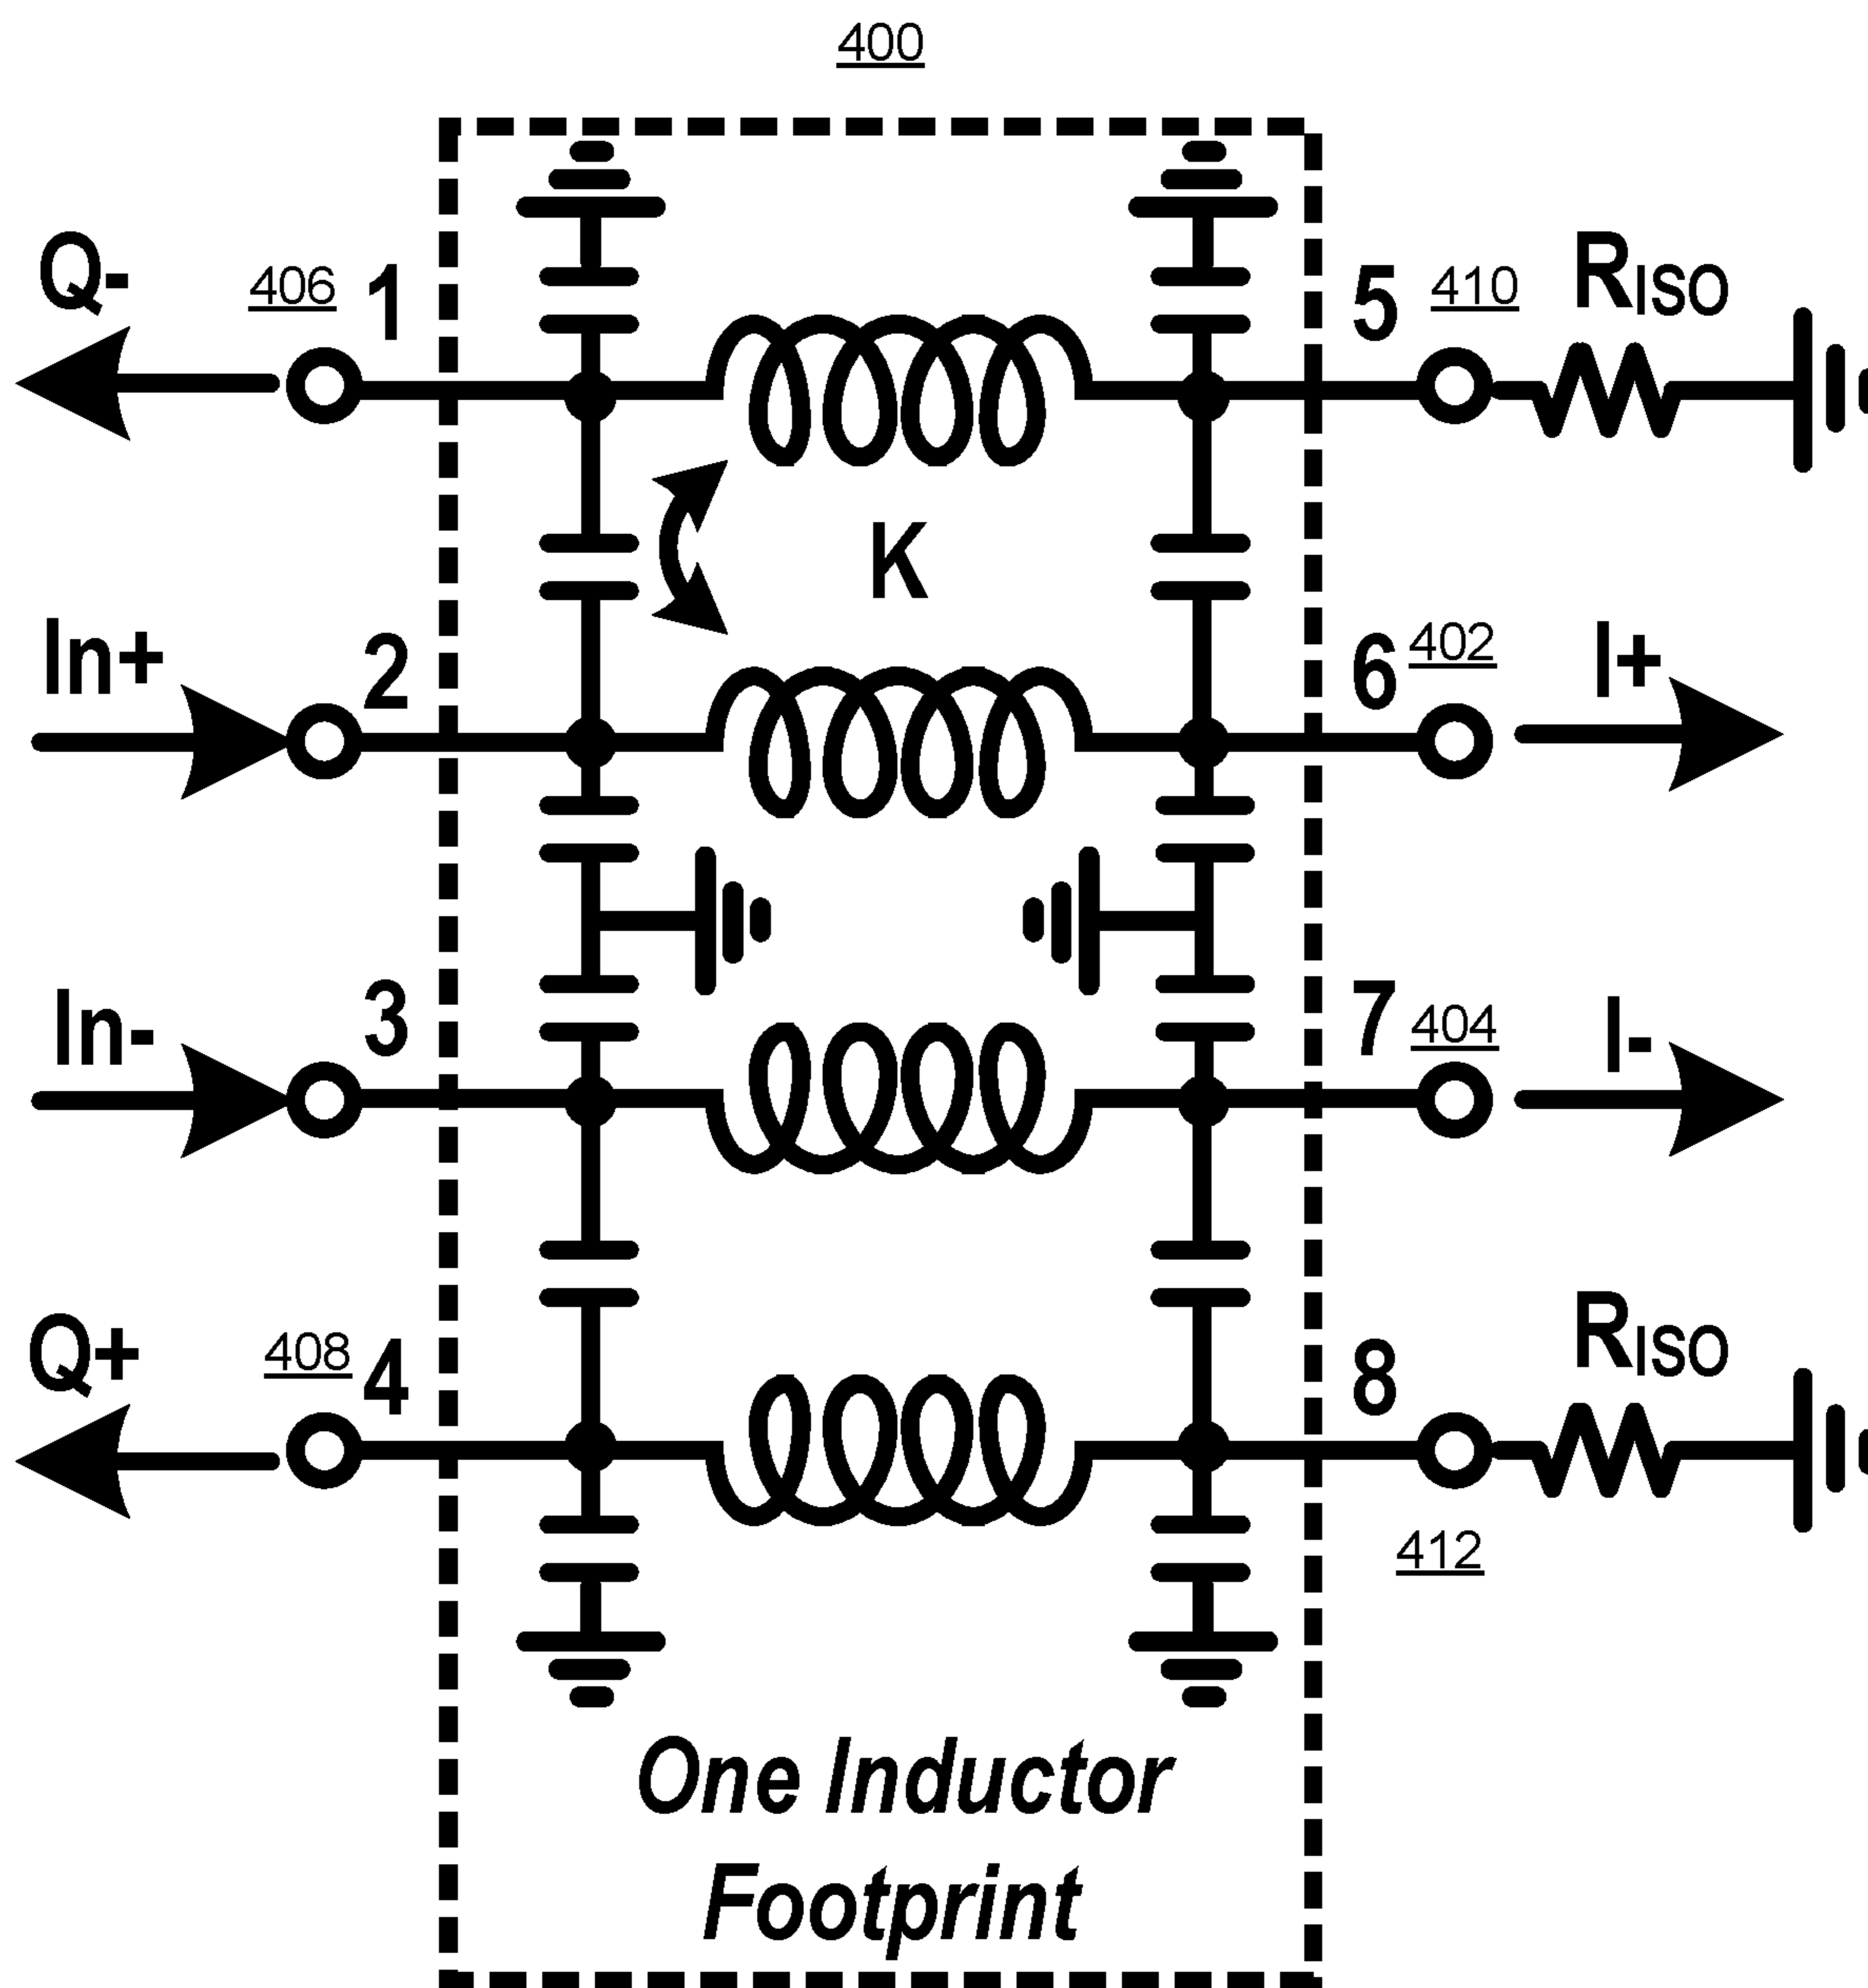 400
Q- 406 1 5 410 RISO
K
In+ 2 6 402 I+
In- 3 7 404 I-
Q+ 408 4 8 RISO
412
One Inductor
Footprint